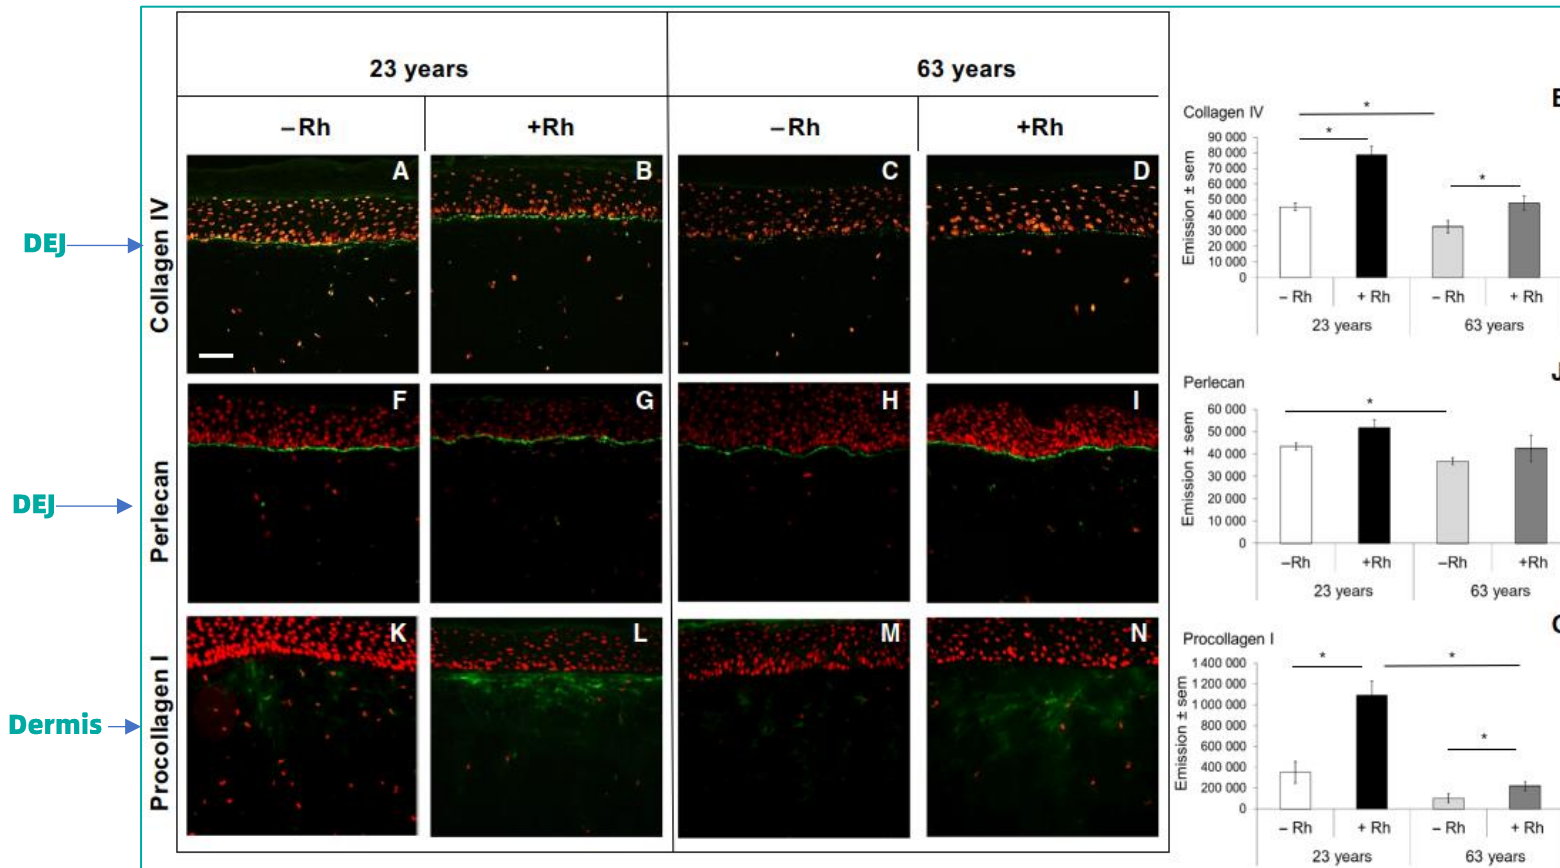 23 years
63 years
–Rh
+Rh
–Rh
+Rh
DEJ
Collagen IV
A
B
C
D
DEJ
Perlecan
F
G
H
I
Dermis
Procollagen I
K
L
M
N
Collagen IV
*
*
*
Emission ± sem
90 000
80 000
70 000
60 000
50 000
40 000
30 000
20 000
10 000
0
– Rh
+ Rh
– Rh
+ Rh
23 years
63 years
J
Perlecan
*
Emission ± sem
60 000
50 000
40 000
30 000
20 000
10 000
0
–Rh
+Rh
–Rh
+Rh
23 years
63 years
Procollagen I
*
*
*
Emission ± sem
1 400 000
1 200 000
1 000 000
800 000
600 000
400 000
200 000
0
– Rh
+ Rh
– Rh
+ Rh
23 years
63 years